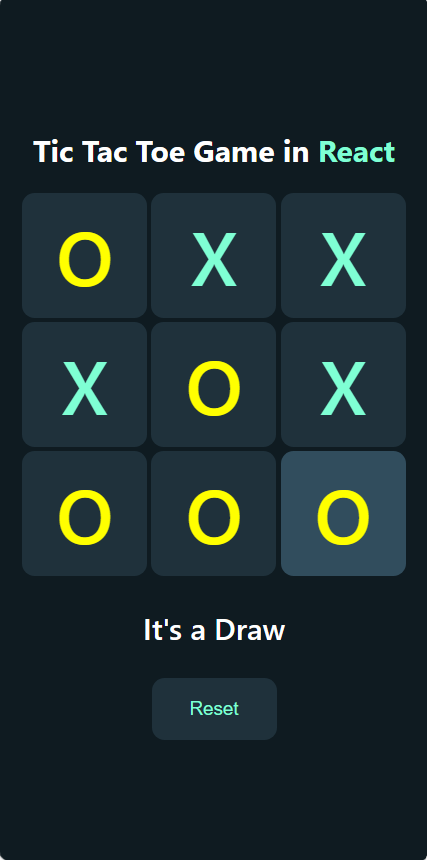 Tic Tac Toe Game in React
O X X
X O X
O O O
It's a Draw
Reset